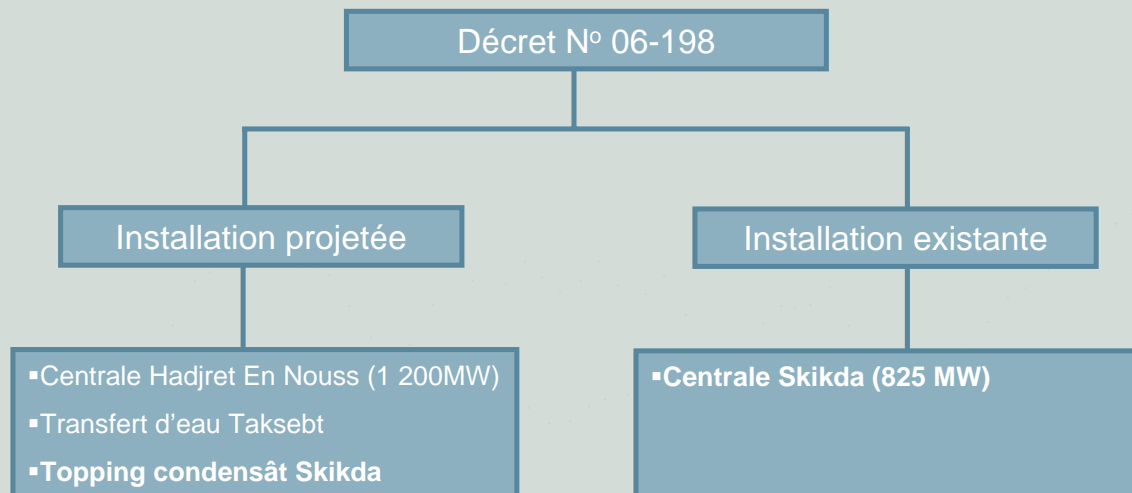 Décret Nº 06-198
Installation projetée
Installation existante
▪Centrale Hadjret En Nouss (1 200MW)
▪Transfert d'eau Taksebt
▪Topping condensât Skikda
▪Centrale Skikda (825 MW)